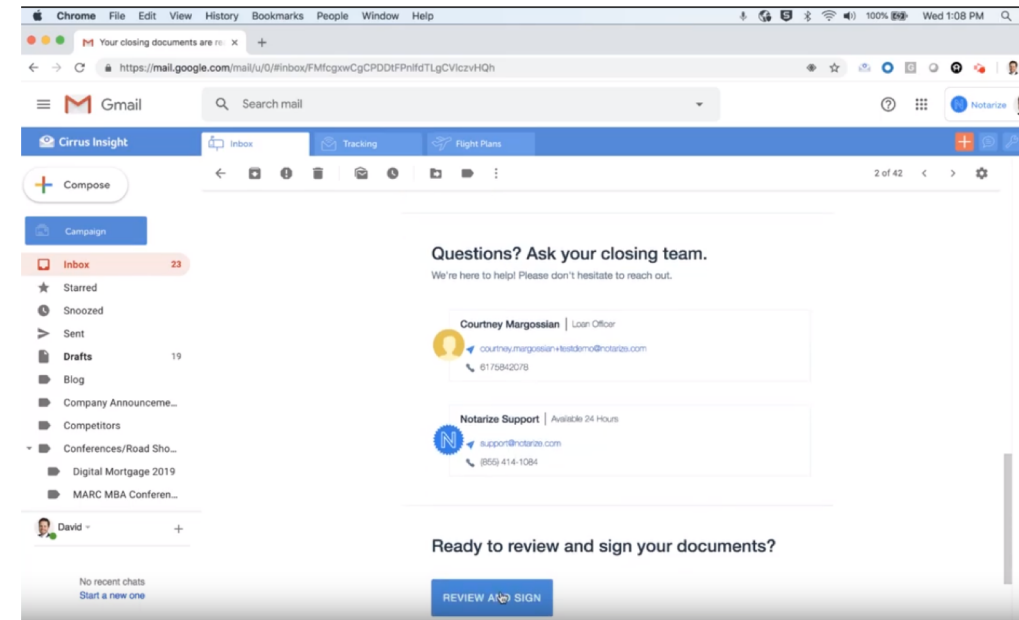 Chrome File Edit View History Bookmarks People Window Help 100% Wed 1:08 PM
Your closing documents are re
https://mail.google.com/mail/u/0/#inbox/FMfcgxwCgCPDDtFPnlfdTLgCVlczvHQh
Gmail Search mail Notarize
Cirrus Insight Inbox Tracking Flight Plans
Compose 2 of 42
Campaign
Inbox 23
Starred
Snoozed
Sent
Drafts 19
Blog
Company Announceme...
Competitors
Conferences/Road Sho...
Digital Mortgage 2019
MARC MBA Conferen...
David
No recent chats
Start a new one
Questions? Ask your closing team.
We're here to help! Please don't hesitate to reach out.
Courtney Margossian | Loan Officer
courtney.margossian+testdemo@notarize.com
6175842078
Notarize Support | Available 24 Hours
N support@notarize.com
(855) 414-1084
Ready to review and sign your documents?
REVIEW AND SIGN